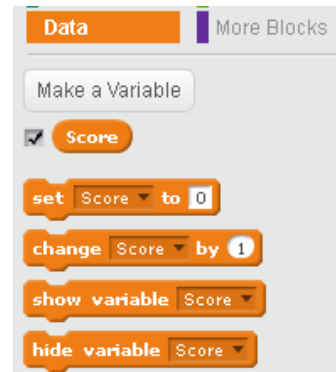 Data More Blocks
Make a Variable
Score
set Score to 0
change Score by 1
show variable Score
hide variable Score